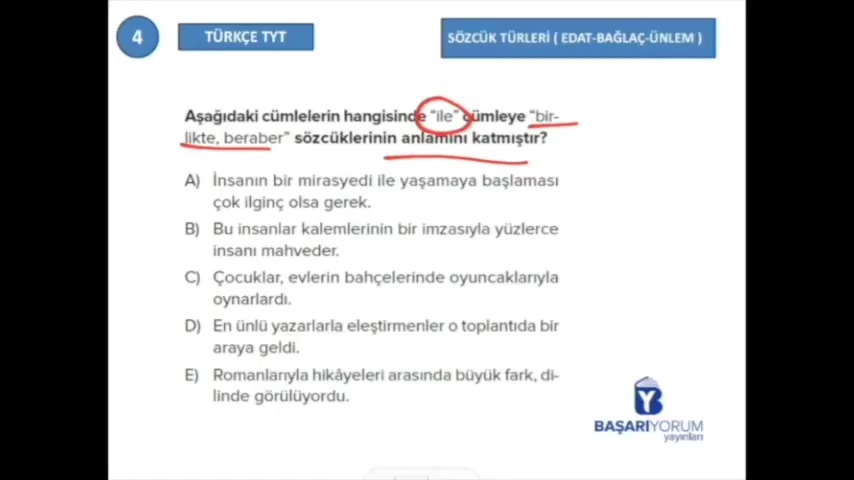 4
TÜRKÇE TYT
SÖZCÜK TÜRLERİ ( EDAT-BAĞLAÇ-ÜNLEM )
Aşağıdaki cümlelerin hangisinde “ile” cümleye “bir-
likte, beraber” sözcüklerinin anlamını katmıştır?
A) İnsanın bir mirasyedi ile yaşamaya başlaması
çok ilginç olsa gerek.
B) Bu insanlar kalemlerinin bir imzasıyla yüzlerce
insanı mahveder.
C) Çocuklar, evlerin bahçelerinde oyuncaklarıyla
oynarlardı.
D) En ünlü yazarlarla eleştirmenler o toplantıda bir
araya geldi.
E) Romanlarıyla hikâyeleri arasında büyük fark, di-
linde görülüyordu.
BAŞARIYORUM
yayınları